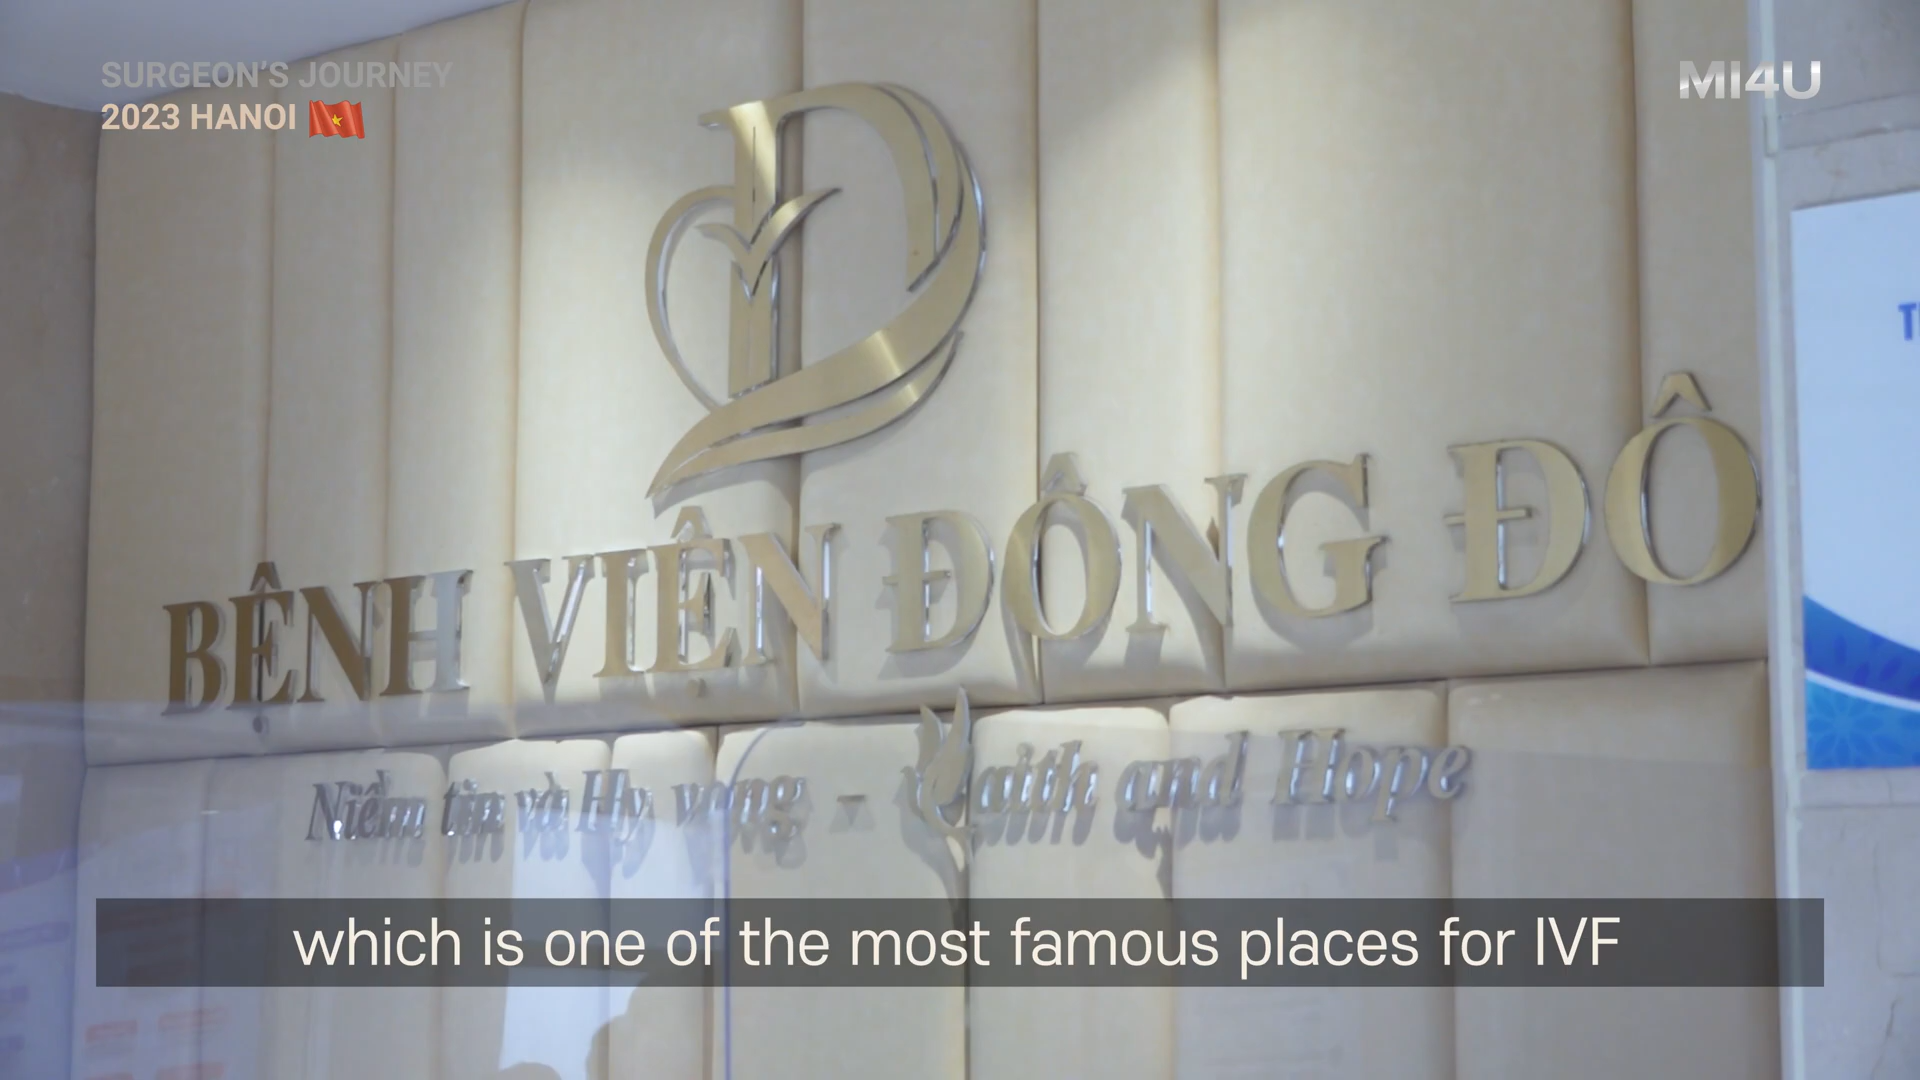 SURGEON'S JOURNEY
2023 HANOI
MI4U
BỆNH VIỆN ĐÔNG ĐÔ
Niềm tin và Hy vọng - Faith and Hope
which is one of the most famous places for IVF